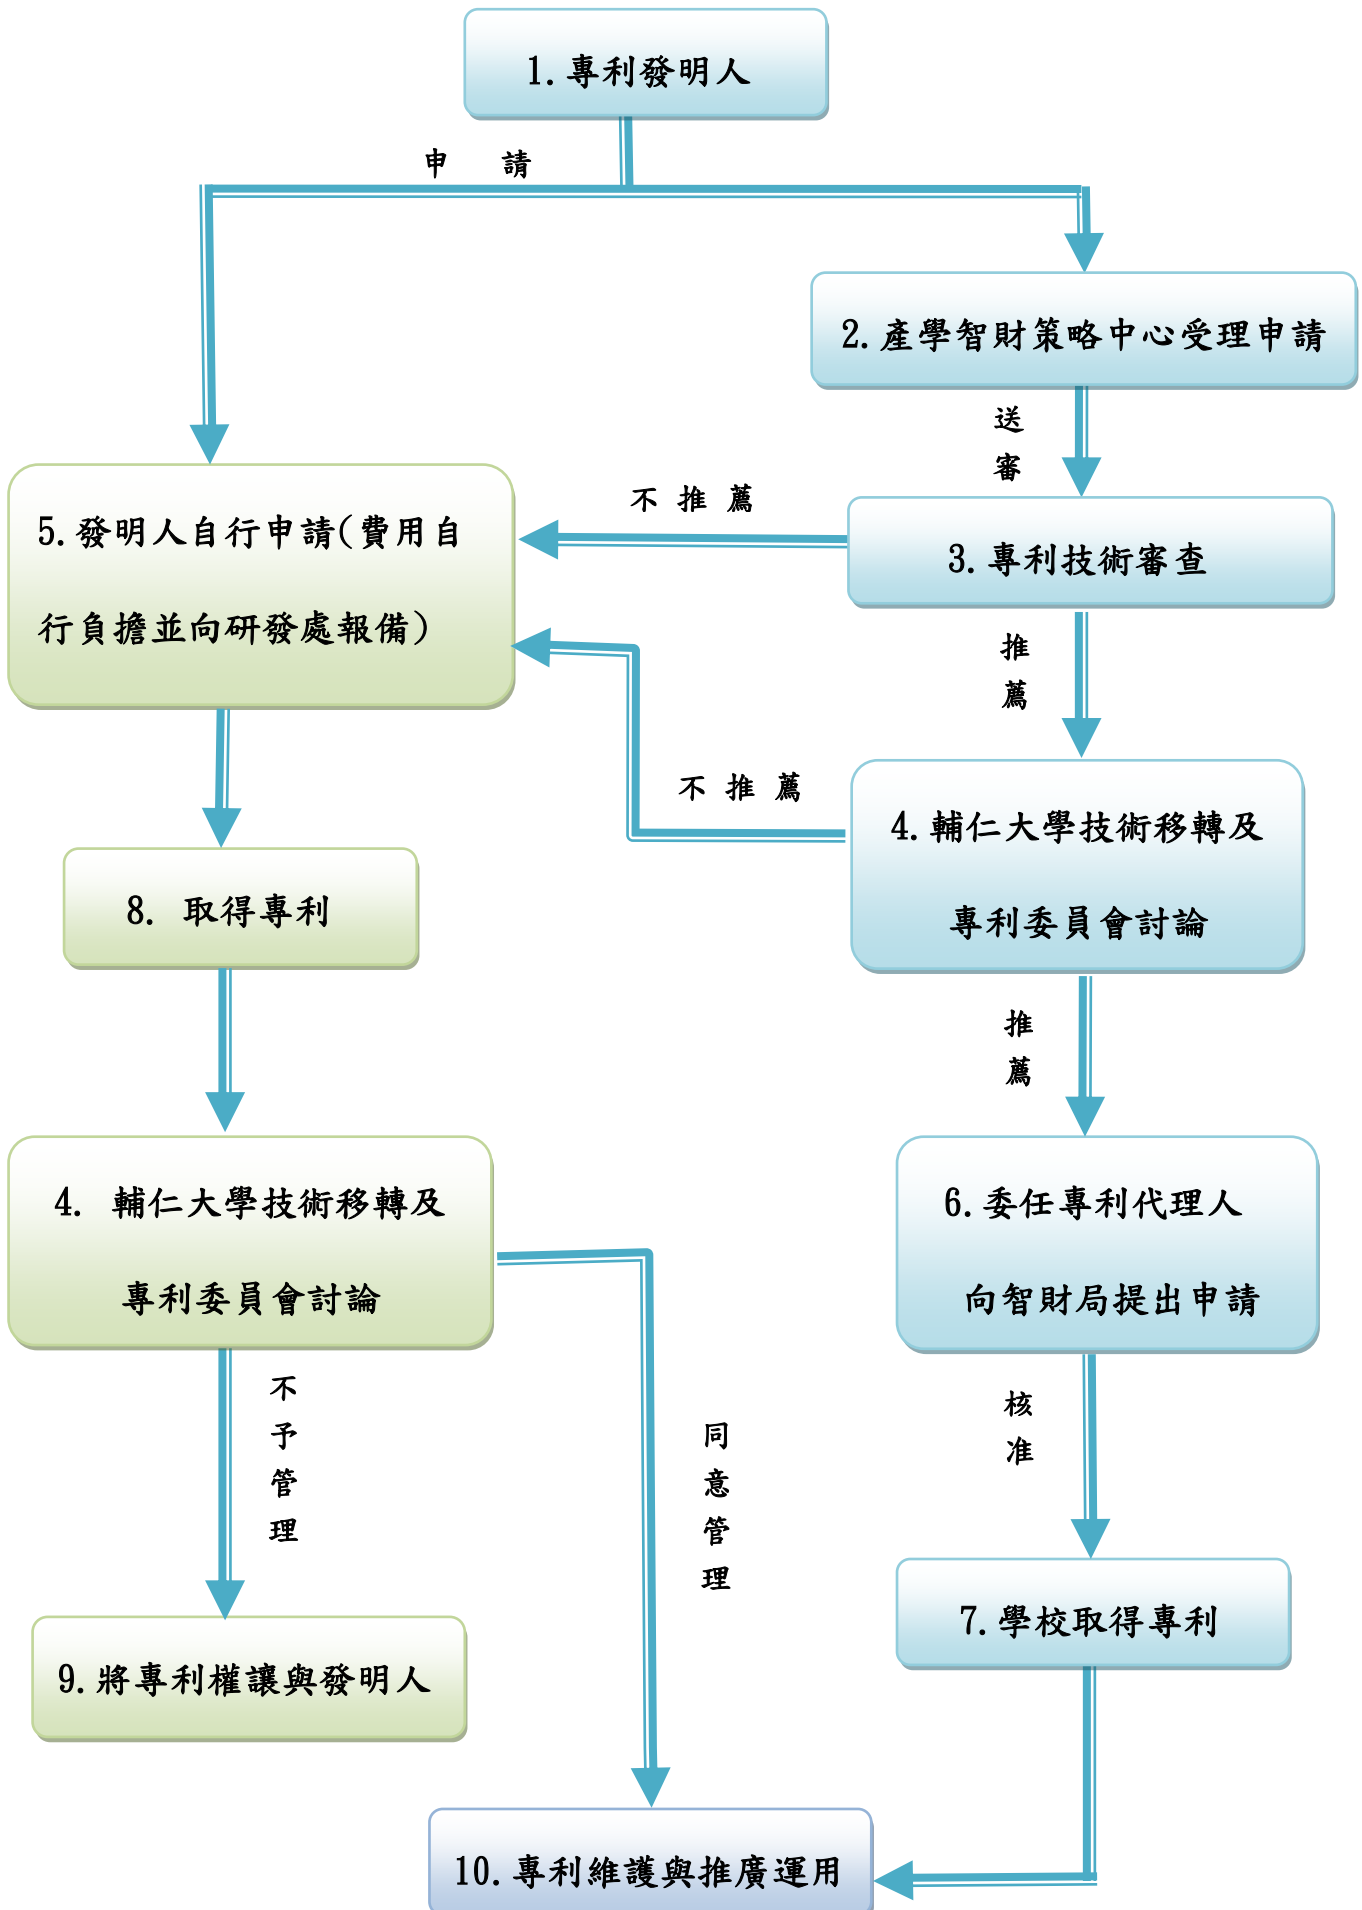 1.專利發明人
申 請
2.產學智財策略中心受理申請
送
審
不 推 薦
3.專利技術審查
5.發明人自行申請(費用自
行負擔並向研發處報備)
推
薦
不 推 薦
4.輔仁大學技術移轉及
專利委員會討論
8. 取得專利
推
薦
4. 輔仁大學技術移轉及
專利委員會討論
6.委任專利代理人
向智財局提出申請
不
予
管
理
同
意
管
理
核
准
7.學校取得專利
9.將專利權讓與發明人
10.專利維護與推廣運用